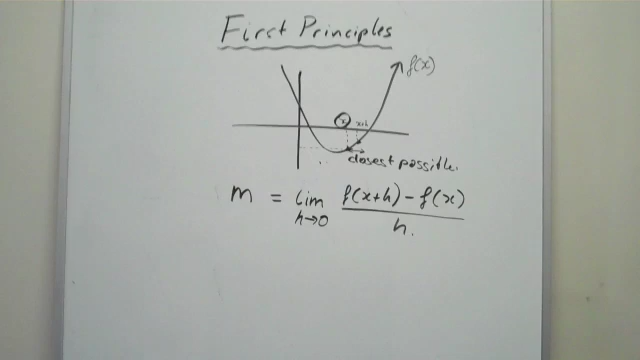 First Principles
f(x)
x x+h
closest possible.
m = lim h→0 f(x+h) - f(x) / h.